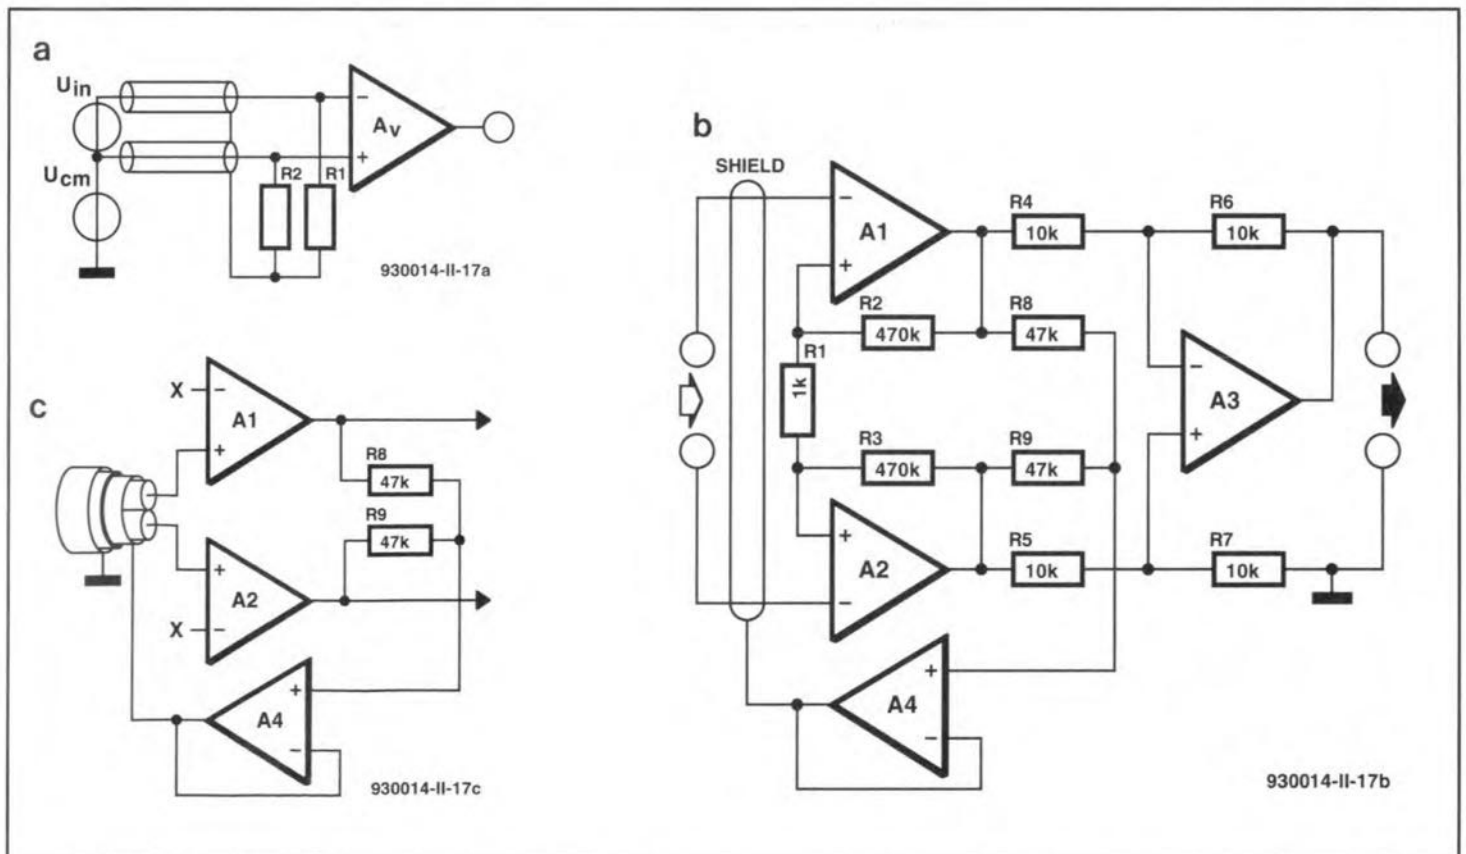 a
Uin
Ucm
−
AV
+
R2
R1
930014-II-17a
b
SHIELD
−
A1
+
R4
10k
R6
10k
R2
470k
R8
47k
R1
1k
−
A3
+
R3
470k
R9
47k
+
A2
−
R5
10k
R7
10k
+
A4
−
930014-II-17b
C
X
−
A1
+
R8
47k
R9
47k
+
A2
X
−
+
A4
−
930014-II-17c